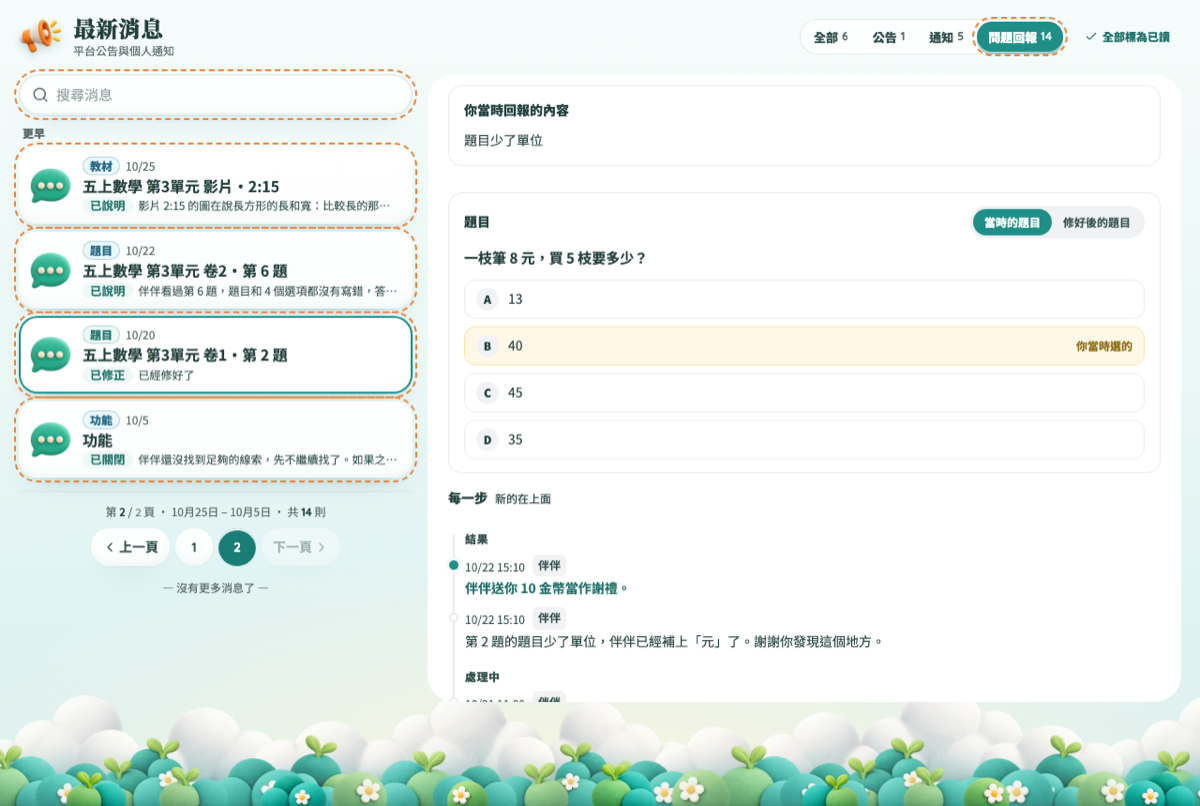 最新消息
平台公告與個人通知
全部 6 公告 1 通知 5 問題回報 14 全部標為已讀
搜尋消息
更早
教材 10/25
五上數學 第3單元 影片・2:15
已說明 影片 2:15 的圖在說長方形的長和寬：比較長的那…
題目 10/22
五上數學 第3單元 卷2・第 6 題
已說明 伴伴看過第 6 題，題目和 4 個選項都沒有寫錯，答…
題目 10/20
五上數學 第3單元 卷1・第 2 題
已修正 已經修好了
功能 10/5
功能
已關閉 伴伴還沒找到足夠的線索，先不繼續找了。如果之…
第 2 / 2 頁 ・ 10月25日 – 10月5日 ・ 共 14 則
上一頁 1 2 下一頁
— 沒有更多消息了 —
你當時回報的內容
題目少了單位
題目 當時的題目 修好後的題目
一枝筆 8 元，買 5 枝要多少？
A 13
B 40 你當時選的
C 45
D 35
每一步 新的在上面
結果
10/22 15:10 伴伴
伴伴送你 10 金幣當作謝禮。
10/22 15:10 伴伴
第 2 題的題目少了單位，伴伴已經補上「元」了。謝謝你發現這個地方。
處理中
伴伴